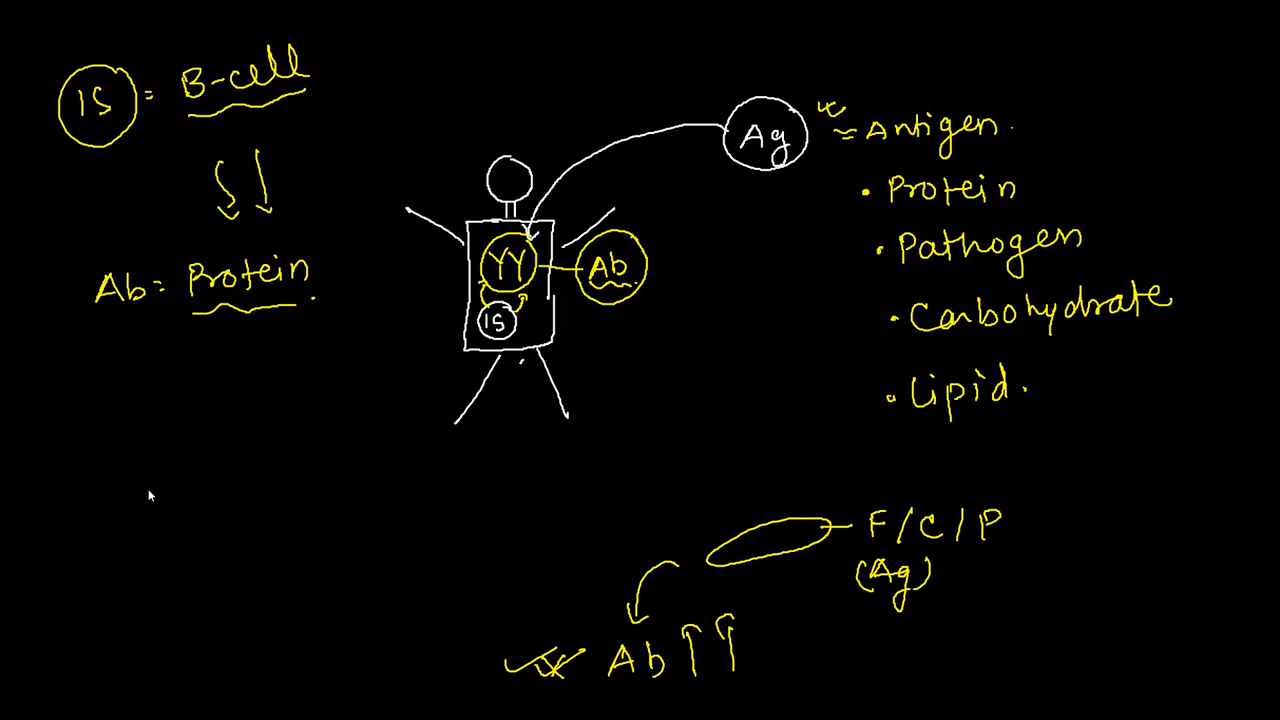 IS = B-cell
Ab = Protein.
YY
Ab
IS
Ag = Antigen.
• Protein
• Pathogen
• Carbohydrate
• Lipid.
F/C/P
(Ag)
Ab ↑↑